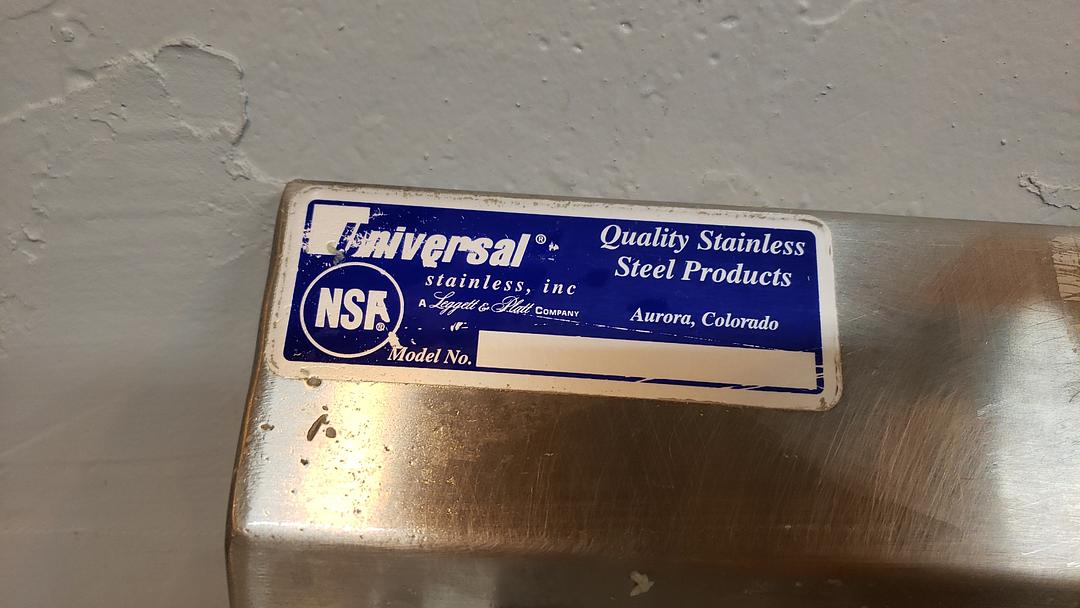 Universal®
stainless, inc
A Leggett & Platt COMPANY
NSF®
Model No.
Quality Stainless
Steel Products
Aurora, Colorado